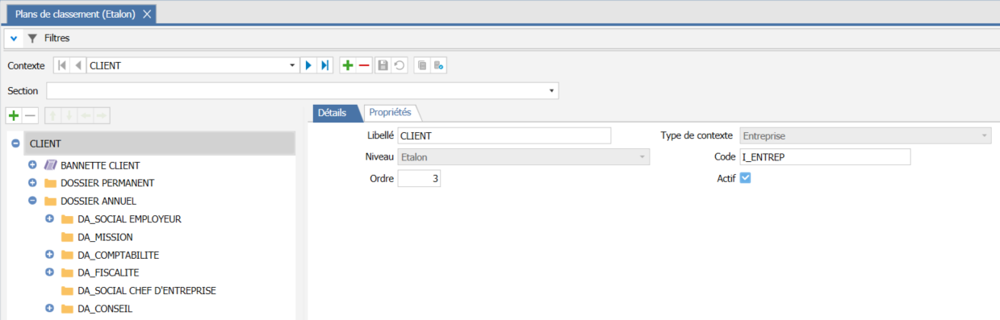 Plans de classement (Etalon)
Filtres
Contexte CLIENT
Section
Détails Propriétés
CLIENT
BANNETTE CLIENT
DOSSIER PERMANENT
DOSSIER ANNUEL
DA_SOCIAL EMPLOYEUR
DA_MISSION
DA_COMPTABILITE
DA_FISCALITE
DA_SOCIAL CHEF D'ENTREPRISE
DA_CONSEIL
Libellé CLIENT Type de contexte Entreprise
Niveau Etalon Code I_ENTREP
Ordre 3 Actif